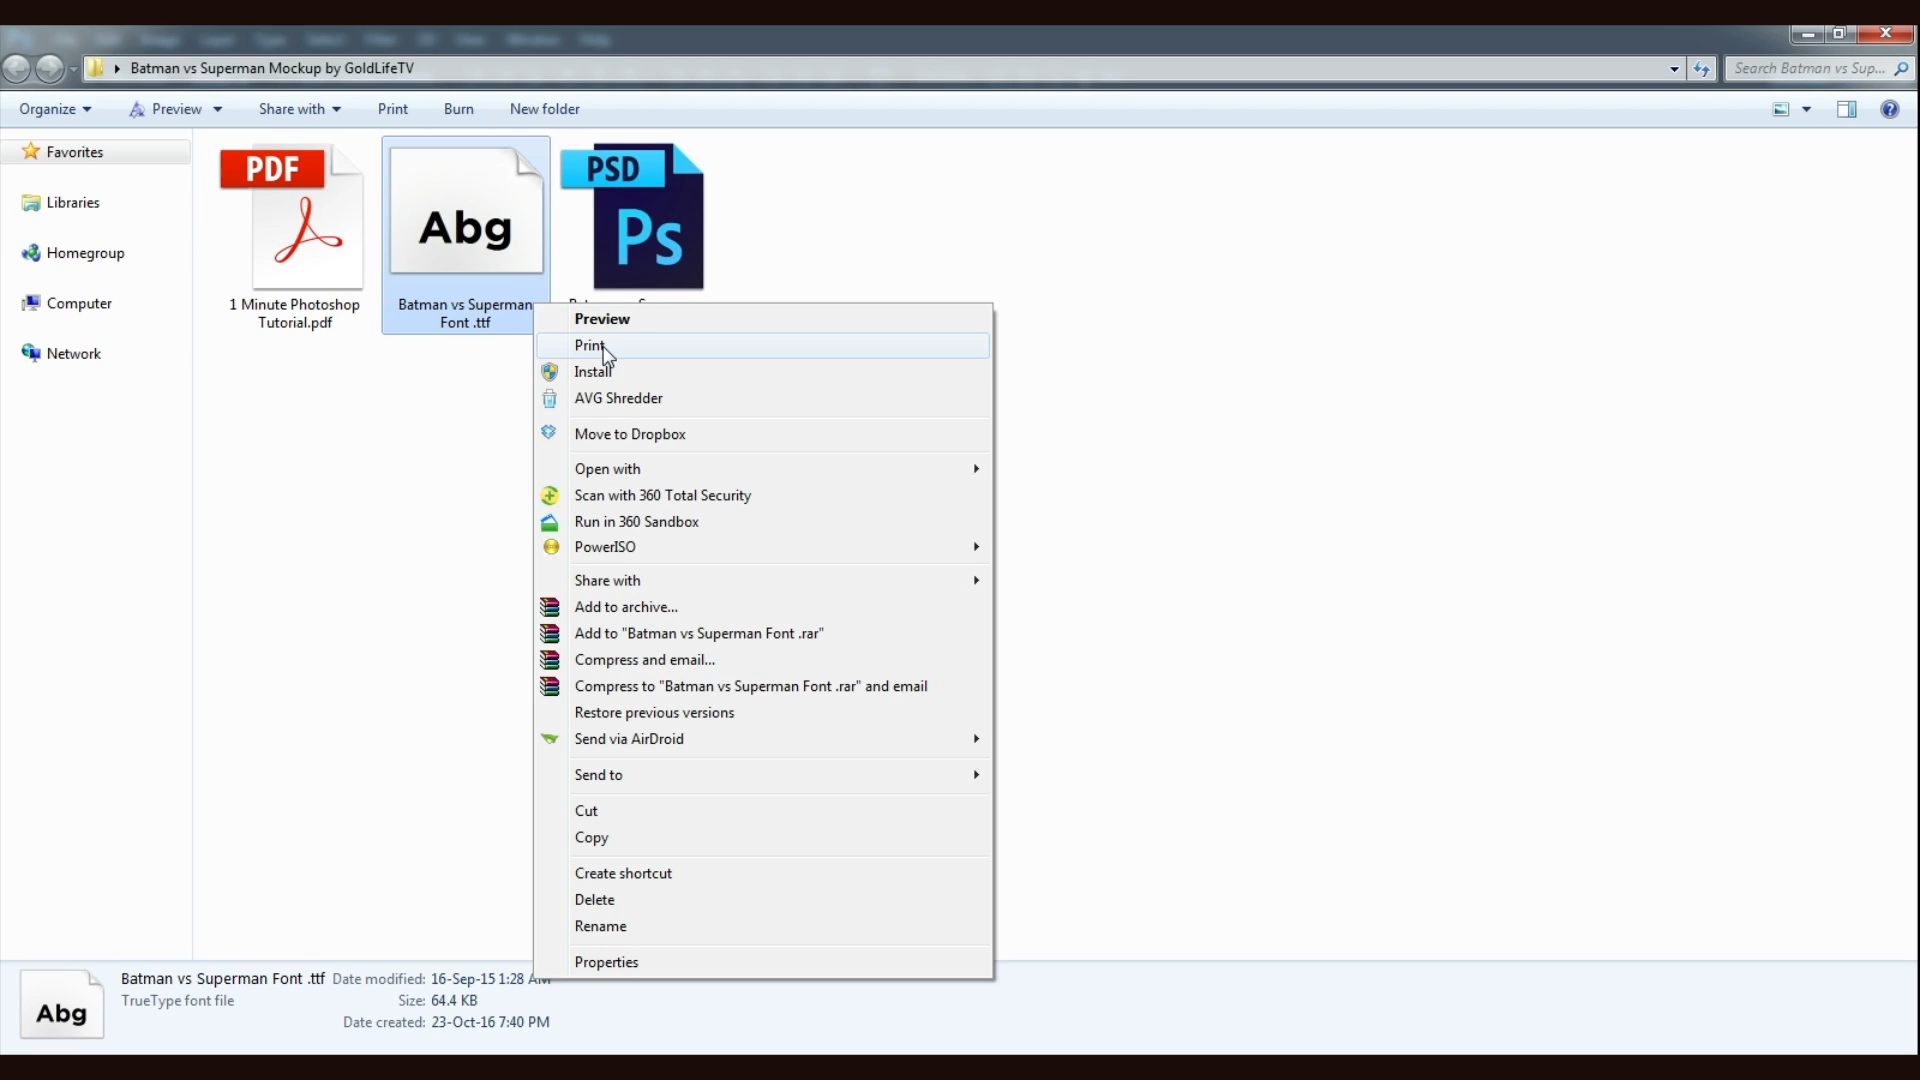 Batman vs Superman Mockup by GoldLifeTV
Search Batman vs Sup...
Organize
Preview
Share with
Print
Burn
New folder
Favorites
Libraries
Homegroup
Computer
Network
PDF
1 Minute Photoshop
Tutorial.pdf
Abg
Batman vs Superman
Font .ttf
PSD
Ps
Preview
Print
Install
AVG Shredder
Move to Dropbox
Open with
Scan with 360 Total Security
Run in 360 Sandbox
PowerISO
Share with
Add to archive...
Add to "Batman vs Superman Font .rar"
Compress and email...
Compress to "Batman vs Superman Font .rar" and email
Restore previous versions
Send via AirDroid
Send to
Cut
Copy
Create shortcut
Delete
Rename
Properties
Abg
Batman vs Superman Font .ttf
TrueType font file
Date modified: 16-Sep-15 1:28 AM
Size: 64.4 KB
Date created: 23-Oct-16 7:40 PM